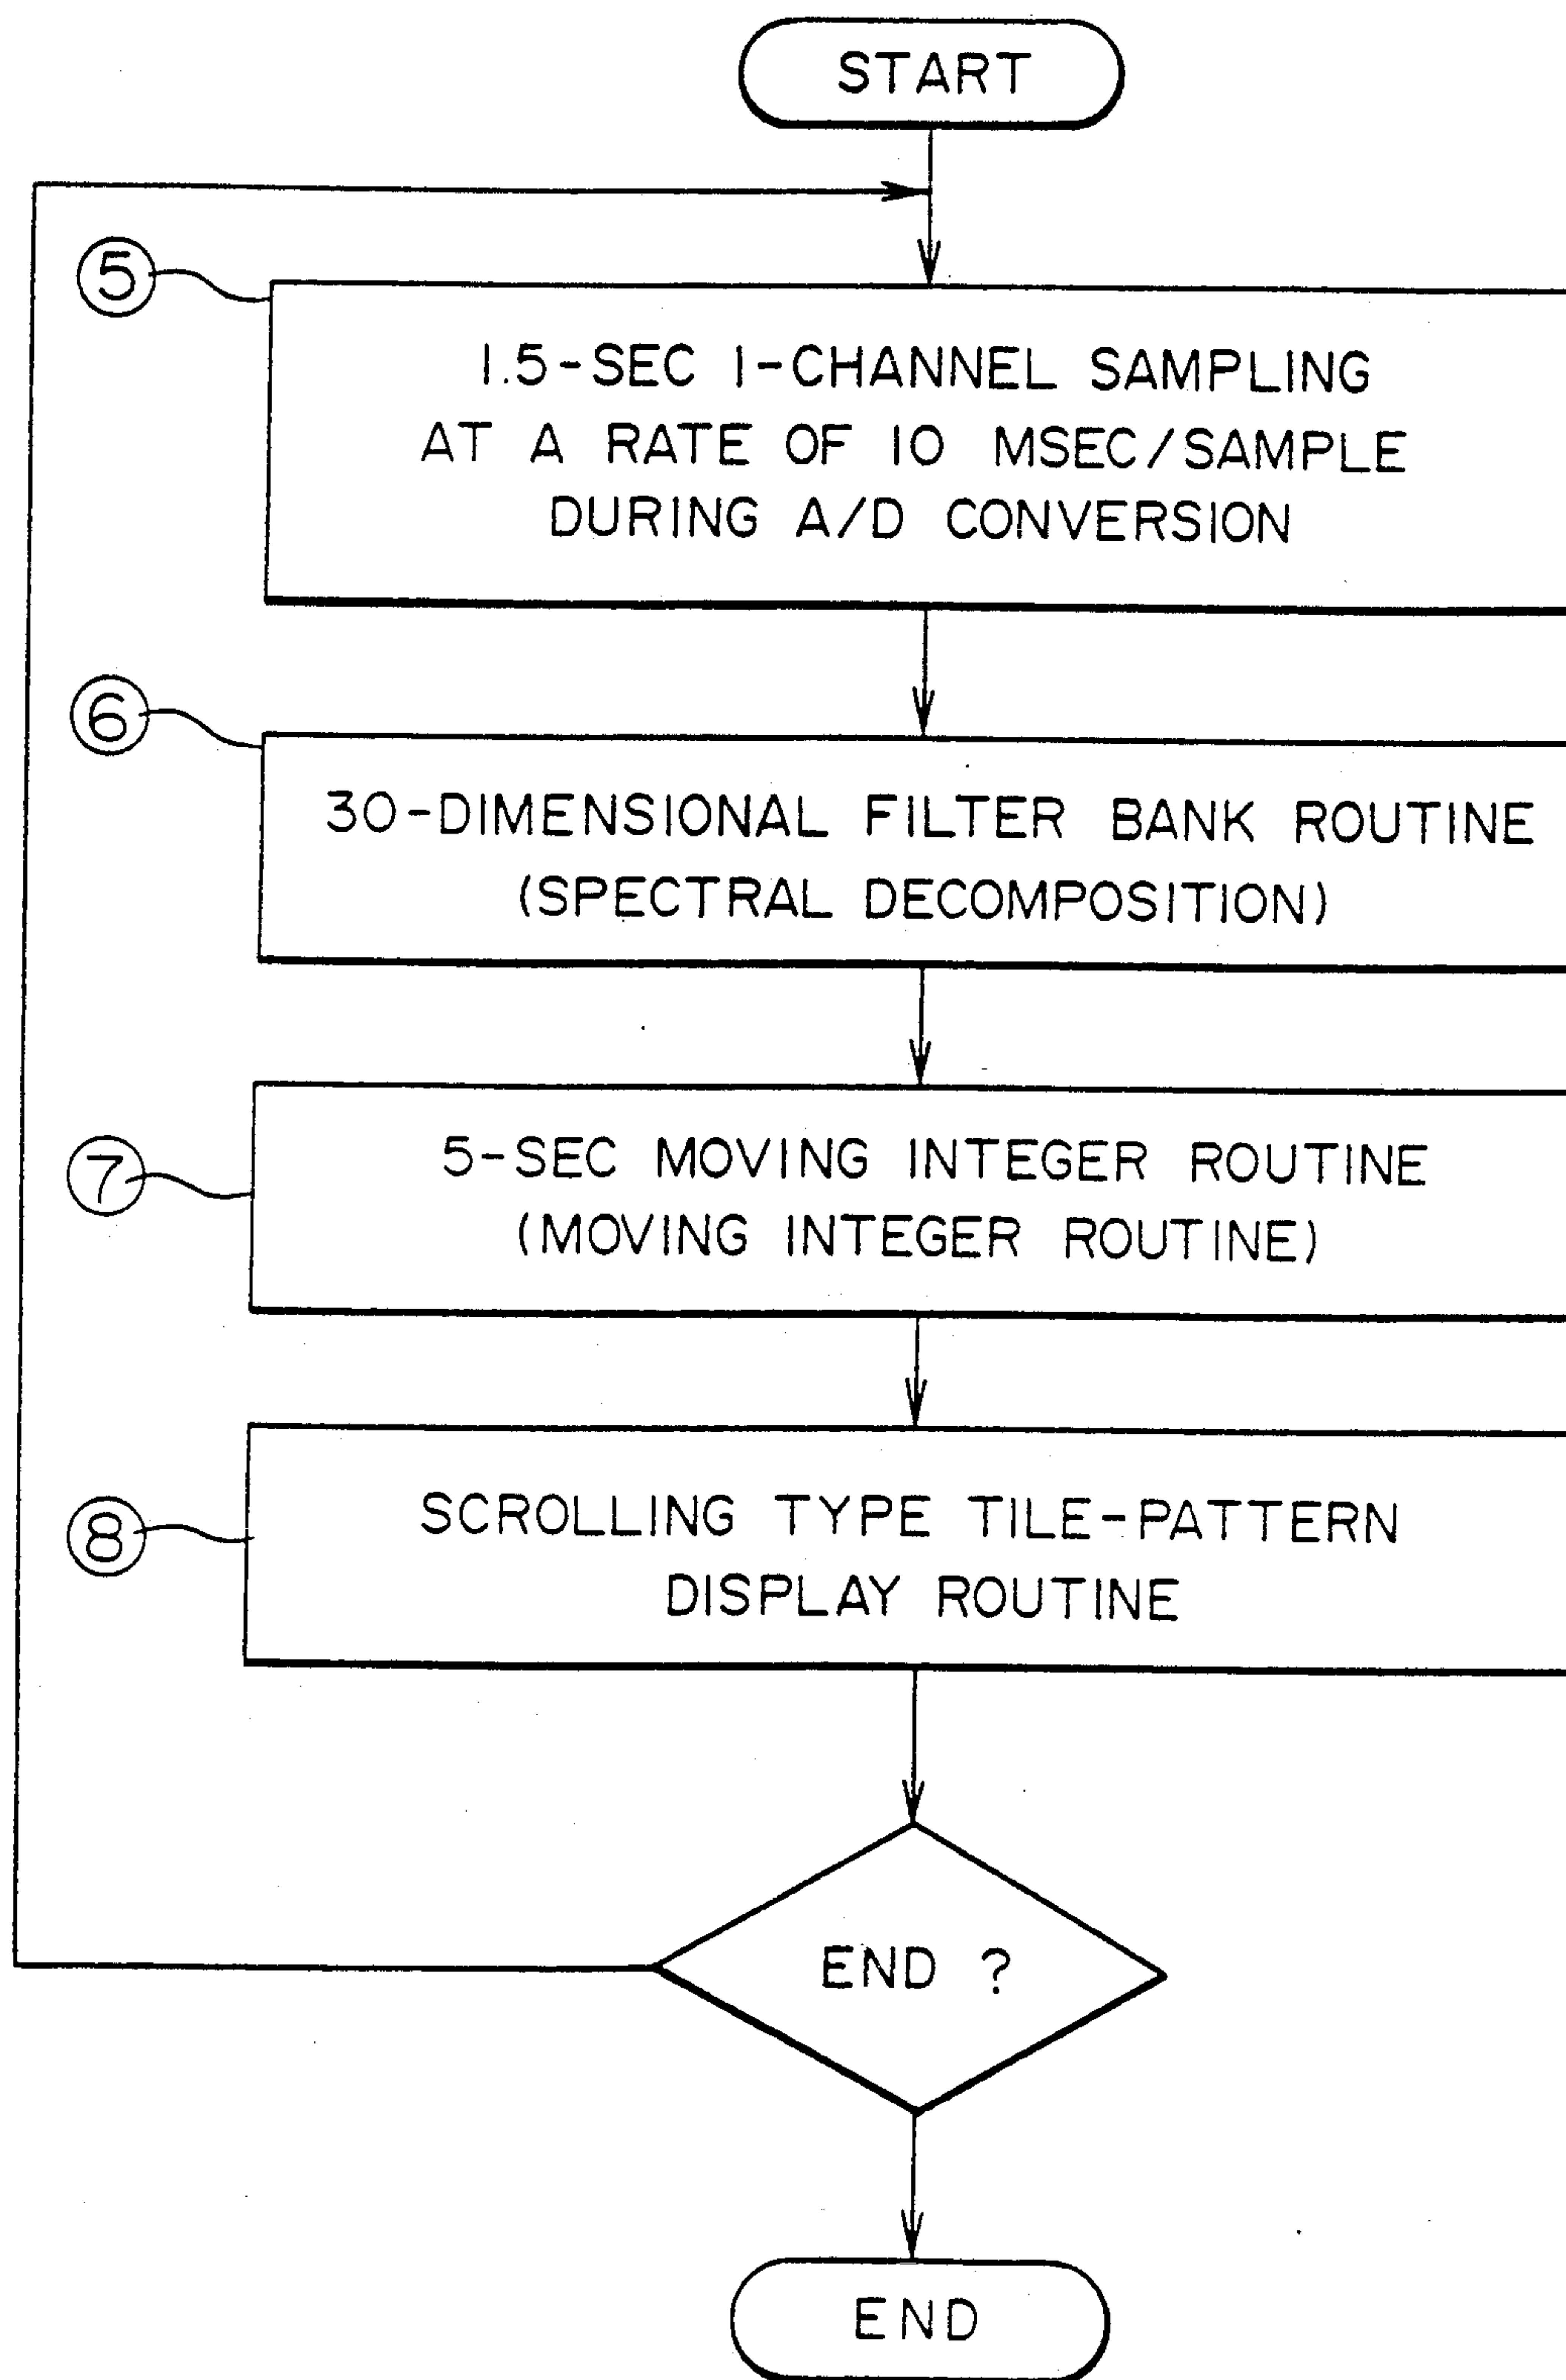 START
⑤
1.5-SEC 1-CHANNEL SAMPLING
AT A RATE OF 10 MSEC/SAMPLE
DURING A/D CONVERSION
⑥
30-DIMENSIONAL FILTER BANK ROUTINE
(SPECTRAL DECOMPOSITION)
⑦
5-SEC MOVING INTEGER ROUTINE
(MOVING INTEGER ROUTINE)
⑧
SCROLLING TYPE TILE-PATTERN
DISPLAY ROUTINE
END ?
END